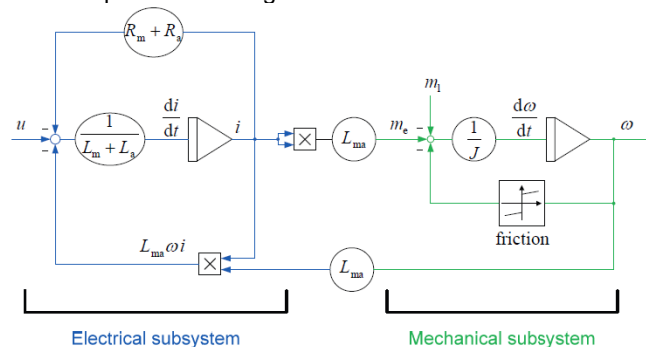 R_m + R_a
u
1
L_m + L_a
di
dt
i
×
L_ma
m_e
m_l
1
J
dω
dt
ω
friction
L_ma ω i
×
L_ma
Electrical subsystem
Mechanical subsystem